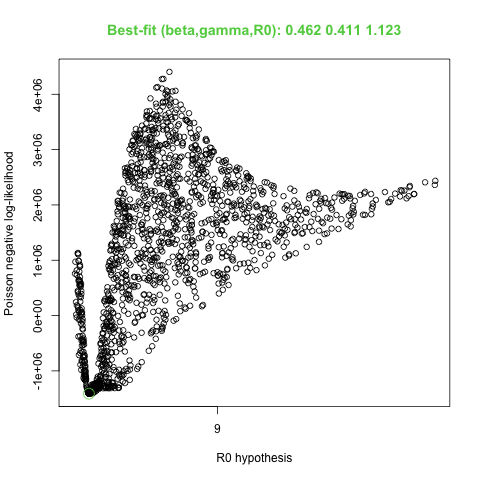 Best-fit (beta,gamma,R0): 0.462 0.411 1.123
Poisson negative log-likelihood
4e+06
3e+06
2e+06
1e+06
0e+00
-1e+06
9
R0 hypothesis